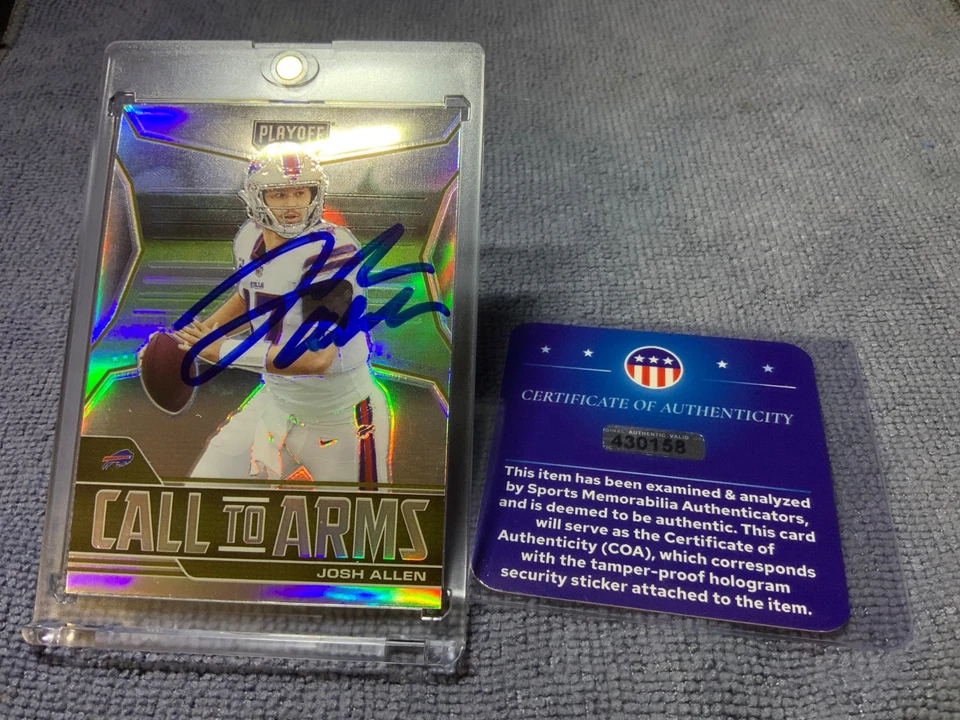 PLAYOFF
CALL TO ARMS
JOSH ALLEN
CERTIFICATE OF AUTHENTICITY
AUTHENTIC VALID
430158
This item has been examined & analyzed
by Sports Memorabilia Authenticators,
and is deemed to be authentic. This card
will serve as the Certificate of
Authenticity (COA), which corresponds
with the tamper-proof hologram
security sticker attached to the item.